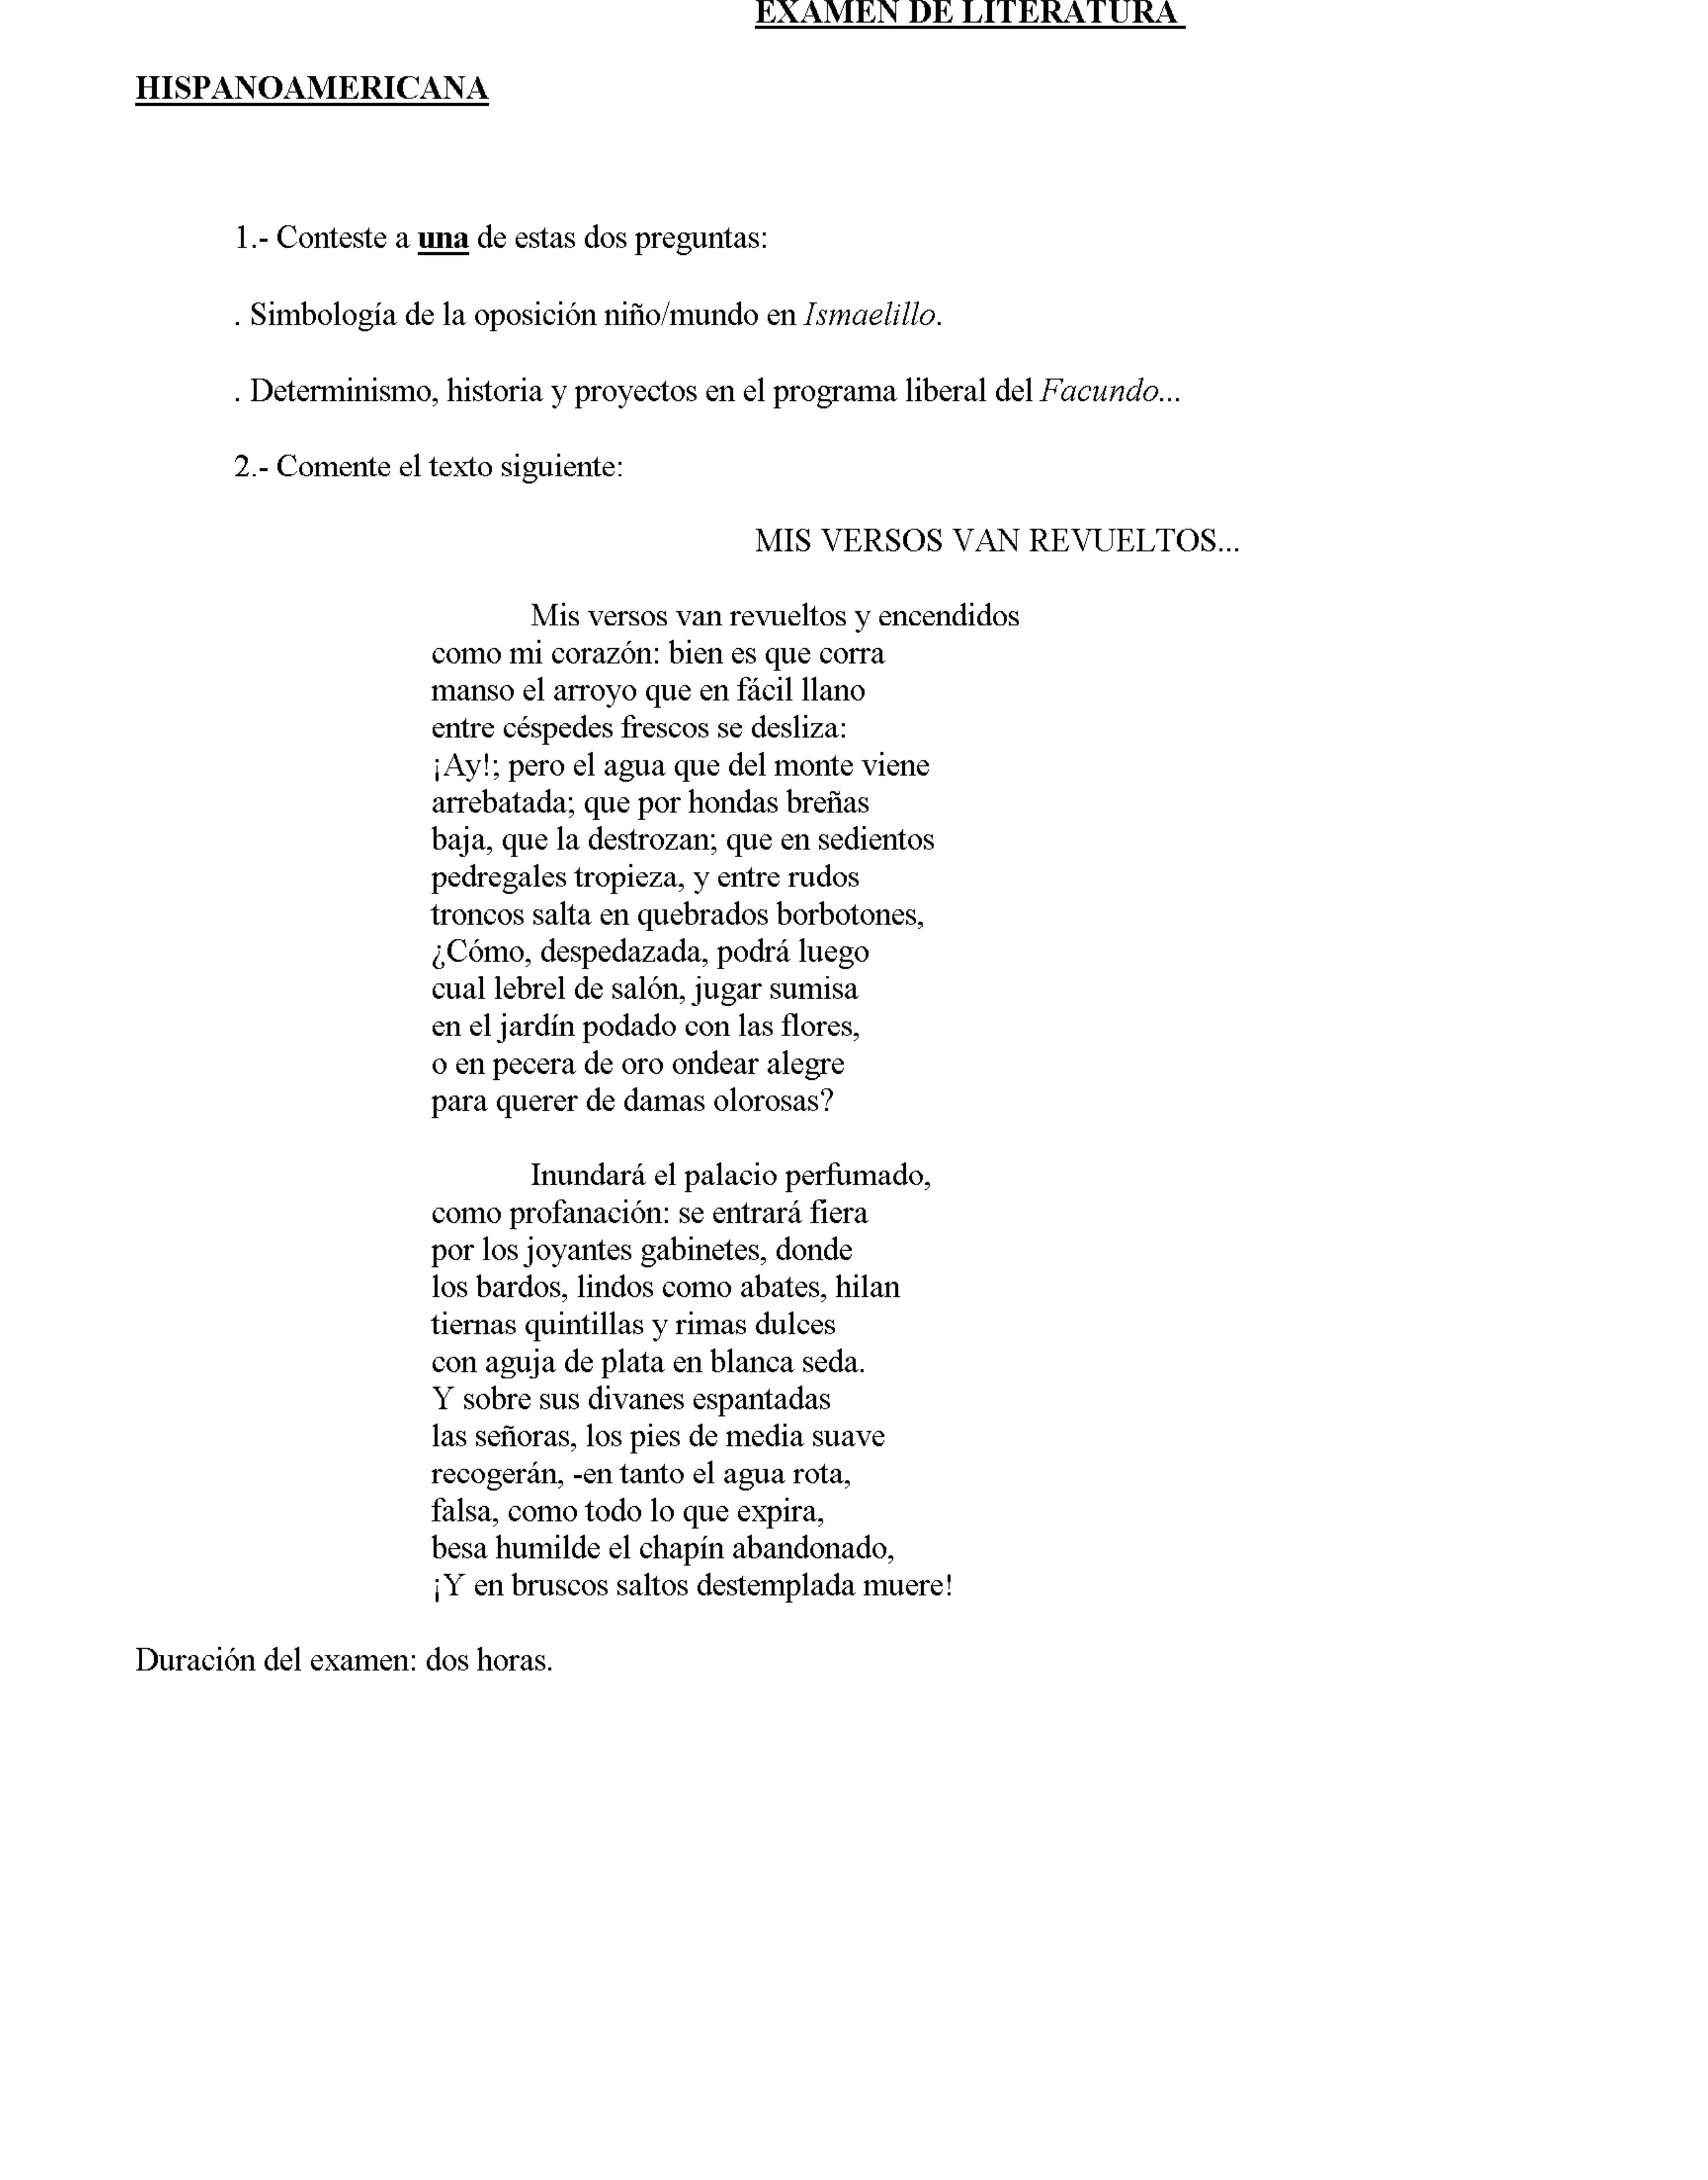 EXAMEN DE LITERATURA
HISPANOAMERICANA
1.- Conteste a una de estas dos preguntas:
. Simbología de la oposición niño/mundo en Ismaelillo.
. Determinismo, historia y proyectos en el programa liberal del Facundo...
2.- Comente el texto siguiente:
MIS VERSOS VAN REVUELTOS...
Mis versos van revueltos y encendidos
como mi corazón: bien es que corra
manso el arroyo que en fácil llano
entre céspedes frescos se desliza:
¡Ay!; pero el agua que del monte viene
arrebatada; que por hondas breñas
baja, que la destrozan; que en sedientos
pedregales tropieza, y entre rudos
troncos salta en quebrados borbotones,
¿Cómo, despedazada, podrá luego
cual lebrel de salón, jugar sumisa
en el jardín podado con las flores,
o en pecera de oro ondear alegre
para querer de damas olorosas?
Inundará el palacio perfumado,
como profanación: se entrará fiera
por los joyantes gabinetes, donde
los bardos, lindos como abates, hilan
tiernas quintillas y rimas dulces
con aguja de plata en blanca seda.
Y sobre sus divanes espantadas
las señoras, los pies de media suave
recogerán, -en tanto el agua rota,
falsa, como todo lo que expira,
besa humilde el chapín abandonado,
¡Y en bruscos saltos destemplada muere!
Duración del examen: dos horas.